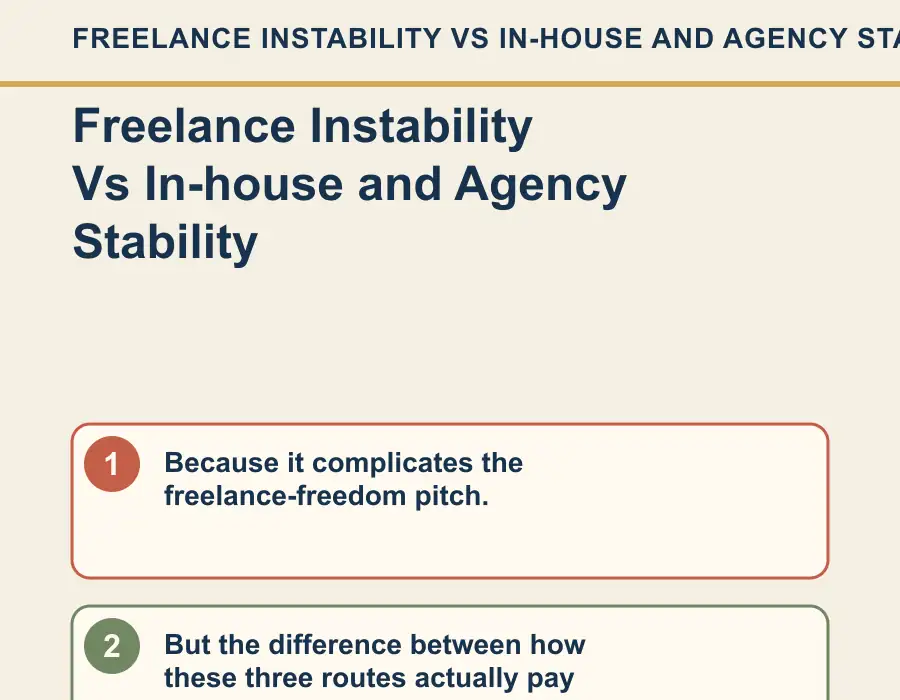 FREELANCE INSTABILITY VS IN-HOUSE AND AGENCY
Freelance Instability
Vs In-house and Agency
Stability
1
Because it complicates the
freelance-freedom pitch.
2
But the difference between how
these three routes actually pay